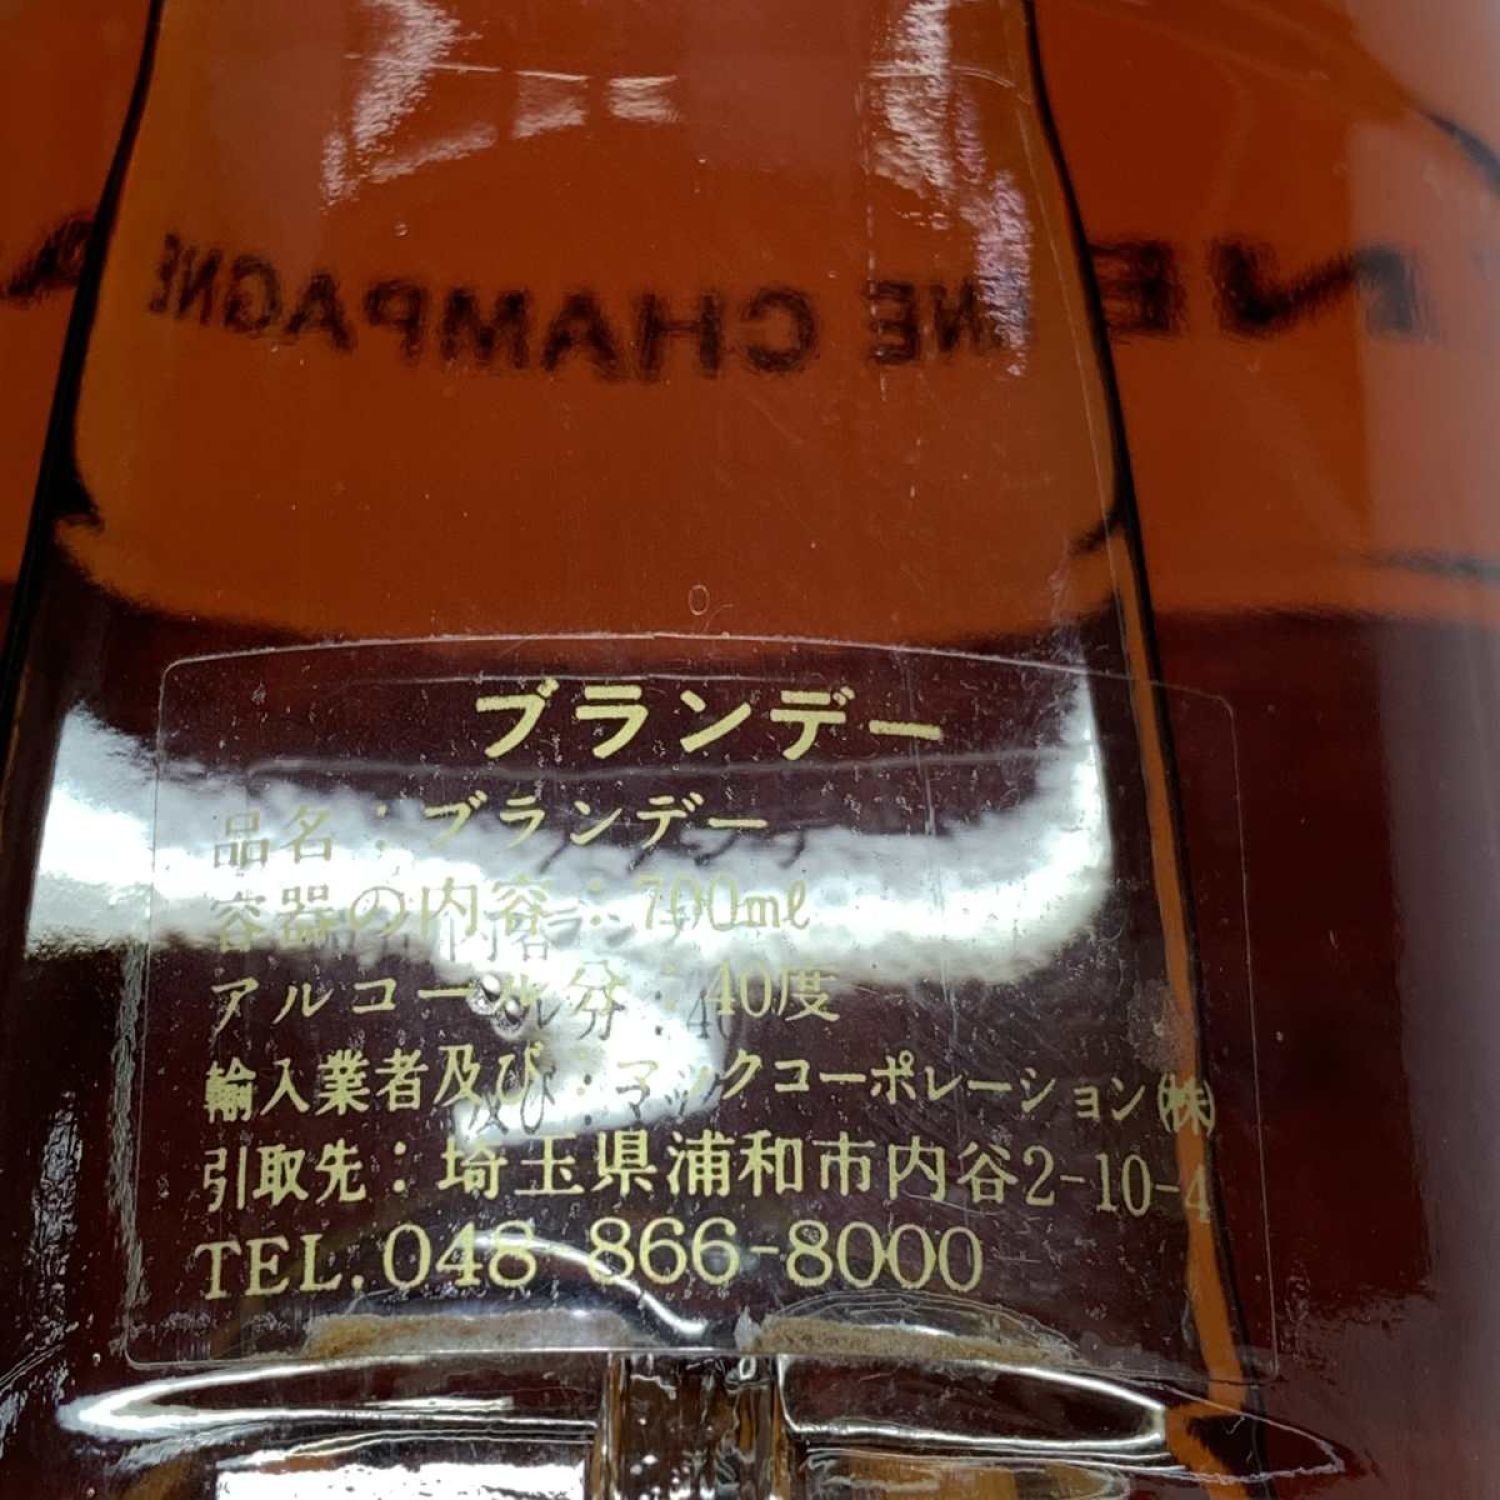 NE CHAMPAGNE
ブランデー
品名：ブランデー
容器の内容：700mℓ
アルコール分：40度
輸入業者及び：マックコーポレーション㈱
引取先：埼玉県浦和市内谷2-10-4
TEL.048 866-8000